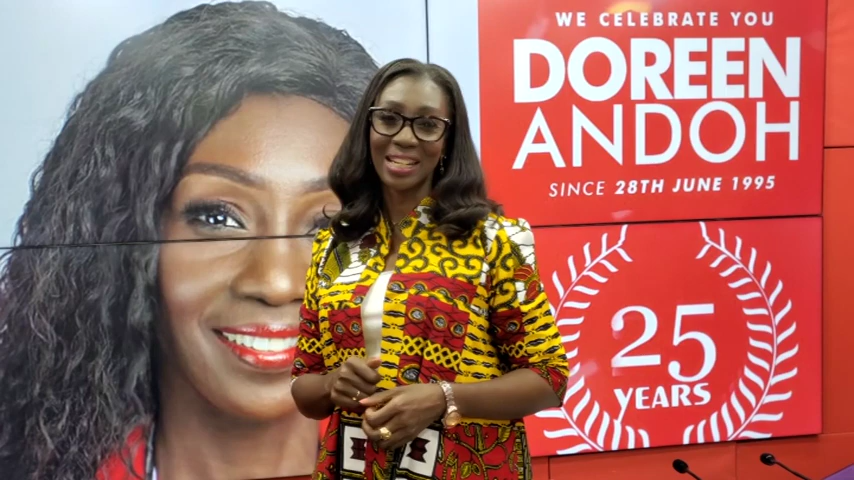 WE CELEBRATE YOU
DOREEN
ANDOH
SINCE 28TH JUNE 1995
25
YEARS